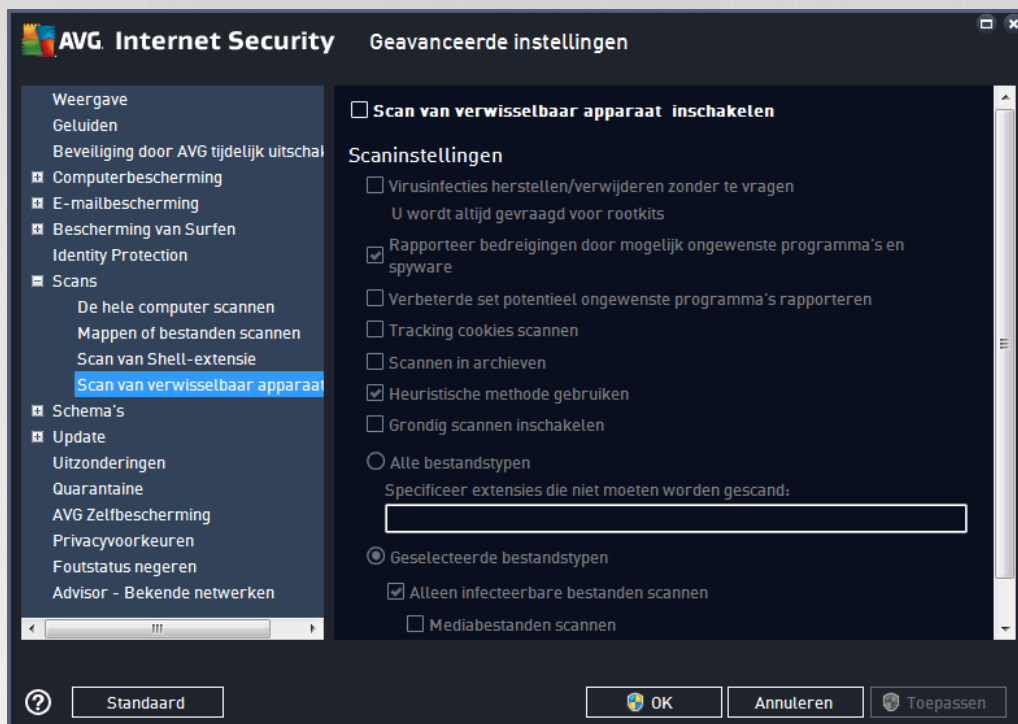 AVG. Internet Security Geavanceerde instellingen
Weergave
Geluiden
Beveiliging door AVG tijdelijk
Computerbescherming
E-mailbescherming
Bescherming van Surfen
Identity Protection
Scans
De hele computer scannen
Mappen of bestanden scannen
Scan van Shell-extensie
Scan van verwisselbaar apparaat
Schema's
Update
Uitzonderingen
Quarantaine
AVG Zelfbescherming
Privacyvoorkeuren
Foutstatus negeren
Advisor - Bekende netwerken
Scan van verwisselbaar apparaat inschakelen
Scaninstellingen
Virusinfecties herstellen/verwijderen zonder te vragen
U wordt altijd gevraagd voor rootkits
Rapporteer bedreigingen door mogelijk ongewenste programma's en
spyware
Verbeterde set potentieel ongewenste programma's rapporteren
Tracking cookies scannen
Scannen in archieven
Heuristische methode gebruiken
Grondig scannen inschakelen
Alle bestandstypen
Specificeer extensies die niet moeten worden gescand:
Geselecteerde bestandstypen
Alleen infecteerbare bestanden scannen
Mediabestanden scannen
? Standaard OK Annuleren Toepassen